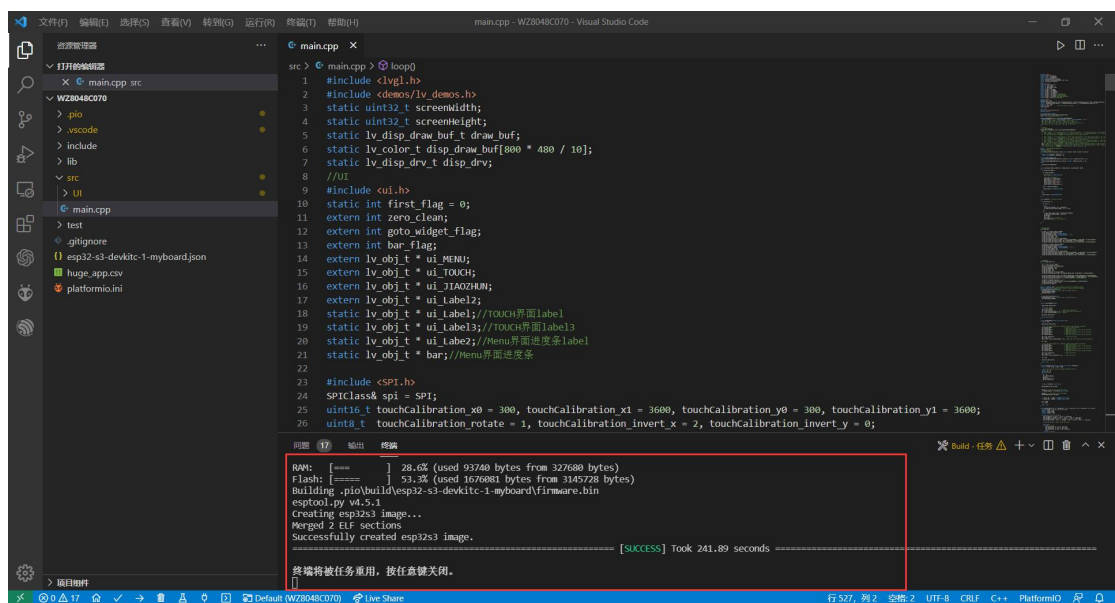 文件(F) 编辑(E) 选择(S) 查看(V) 转到(G) 运行(R) 终端(T) 帮助(H) main.cpp - WZ8048C070 - Visual Studio Code
资源管理器
main.cpp
打开的编辑器
src > main.cpp > loop()
main.cpp src
WZ8048C070
.pio
.vscode
include
lib
src
UI
main.cpp
test
.gitignore
esp32-s3-devkitc-1-myboard.json
huge_app.csv
platformio.ini
1 #include <lvgl.h>
2 #include <demos/lv_demos.h>
3 static uint32_t screenWidth;
4 static uint32_t screenHeight;
5 static lv_disp_draw_buf_t draw_buf;
6 static lv_color_t disp_draw_buf[800 * 480 / 10];
7 static lv_disp_drv_t disp_drv;
8 //UI
9 #include <ui.h>
10 static int first_flag = 0;
11 extern int zero_clean;
12 extern int goto_widget_flag;
13 extern int bar_flag;
14 extern lv_obj_t * ui_MENU;
15 extern lv_obj_t * ui_TOUCH;
16 extern lv_obj_t * ui_JIAOZHUN;
17 extern lv_obj_t * ui_Label2;
18 static lv_obj_t * ui_Label;//TOUCH界面label
19 static lv_obj_t * ui_Label3;//TOUCH界面label3
20 static lv_obj_t * ui_Labe2;//Menu界面进度条label
21 static lv_obj_t * bar;//Menu界面进度条
22
23 #include <SPI.h>
24 SPIClass& spi = SPI;
25 uint16_t touchCalibration_x0 = 300, touchCalibration_x1 = 3600, touchCalibration_y0 = 300, touchCalibration_y1 = 3600;
26 uint8_t touchCalibration_rotate = 1, touchCalibration_invert_x = 2, touchCalibration_invert_y = 0;
问题 17 输出 终端 Build - 任务
RAM: [=== ] 28.6% (used 93740 bytes from 327680 bytes)
Flash: [===== ] 53.3% (used 1676081 bytes from 3145728 bytes)
Building .pio\build\esp32-s3-devkitc-1-myboard\firmware.bin
esptool.py v4.5.1
Creating esp32s3 image...
Merged 2 ELF sections
Successfully created esp32s3 image.
[SUCCESS] Took 241.89 seconds
终端将被任务重用，按任意键关闭。
项目组件
0 17 Default (WZ8048C070) Live Share 行 527，列 2 空格: 2 UTF-8 CRLF C++ PlatformIO